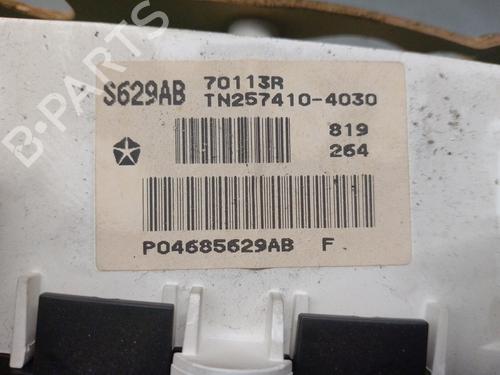 S629AB 70113R
TN257410-4030
819
264
P04685629AB F
B-PARTS